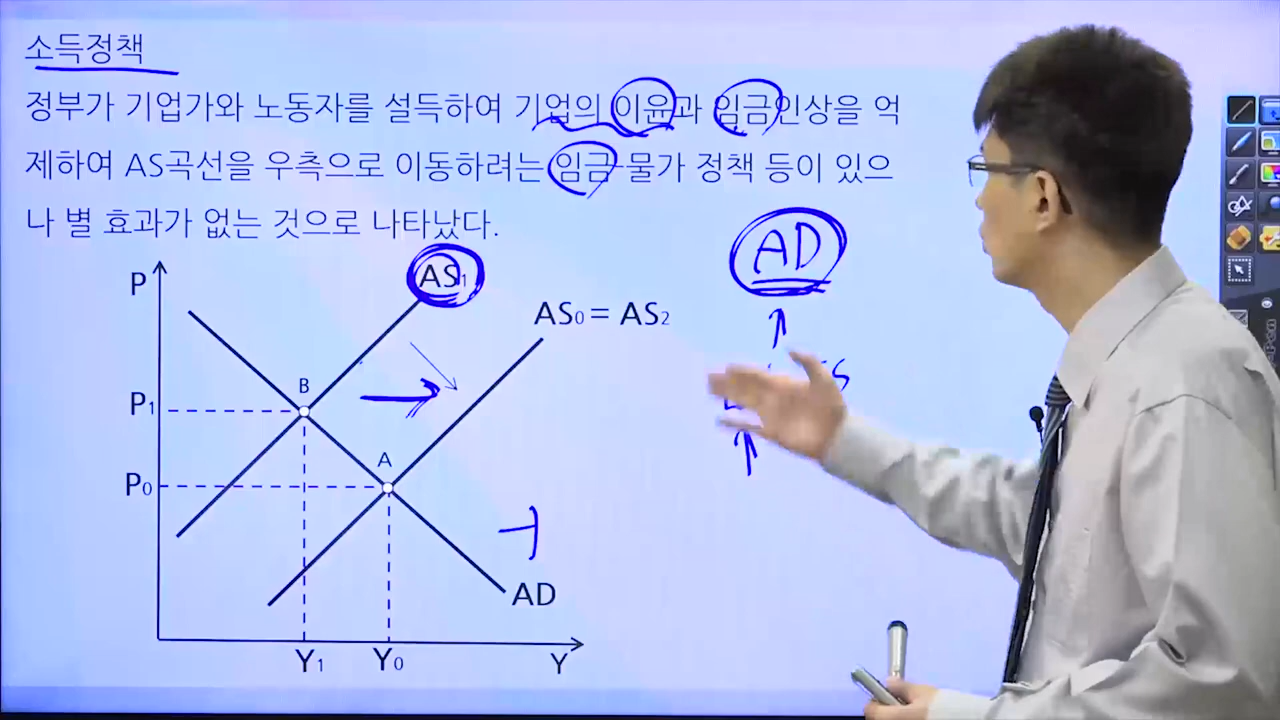 소득정책
정부가 기업가와 노동자를 설득하여 기업의 이윤과 임금인상을 억
제하여 AS곡선을 우측으로 이동하려는 임금-물가 정책 등이 있으
나 별 효과가 없는 것으로 나타났다.
P
AS₁
AD
AS₀ = AS₂
B
P₁
A
P₀
AD
Y₁
Y₀
Y